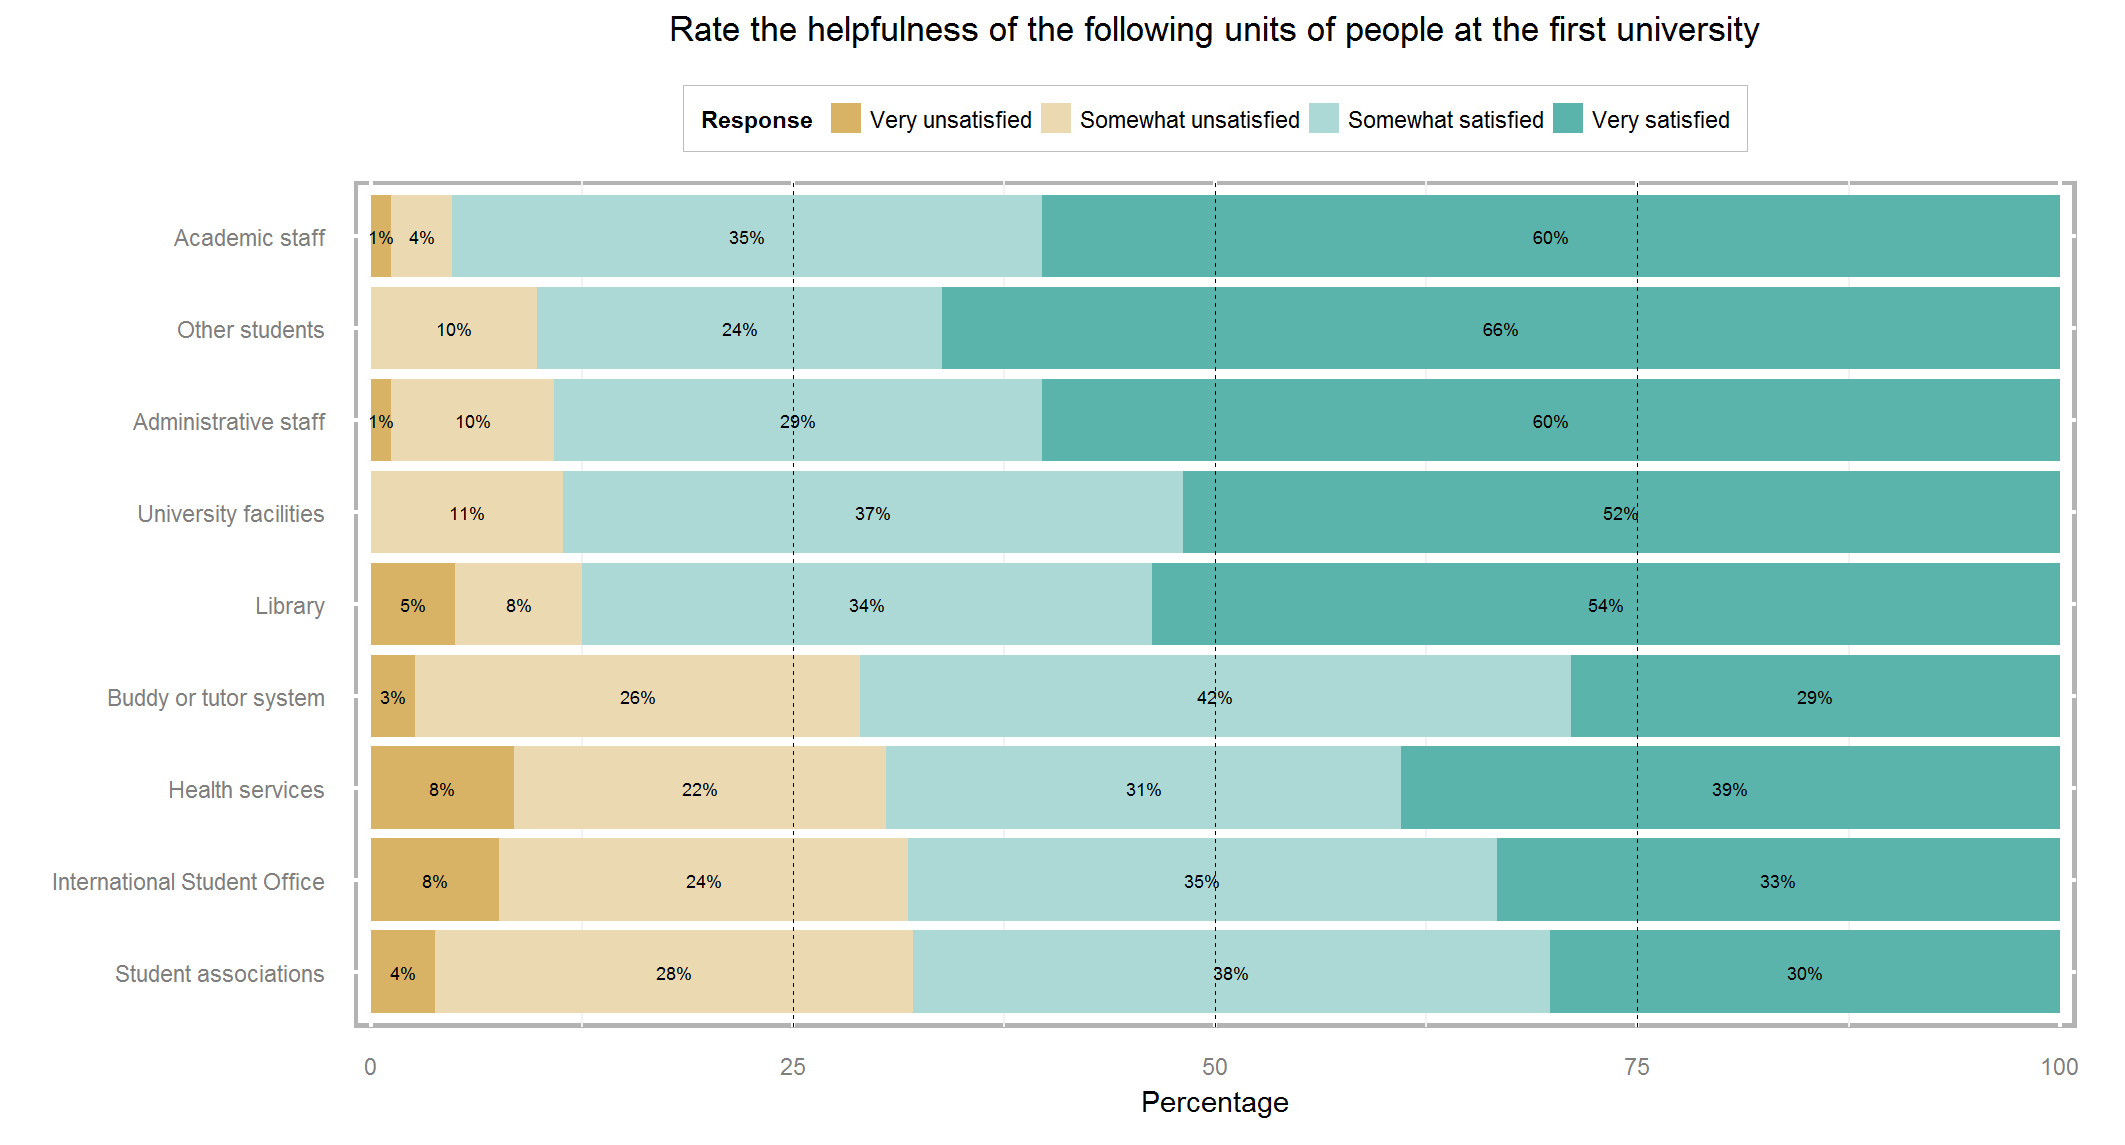 Rate the helpfulness of the following units of people at the first university
Response Very unsatisfied Somewhat unsatisfied Somewhat satisfied Very satisfied
Academic staff 1% 4% 35% 60%
Other students 10% 24% 66%
Administrative staff 1% 10% 29% 60%
University facilities 11% 37% 52%
Library 5% 8% 34% 54%
Buddy or tutor system 3% 26% 42% 29%
Health services 8% 22% 31% 39%
International Student Office 8% 24% 35% 33%
Student associations 4% 28% 38% 30%
0 25 50 75 100
Percentage